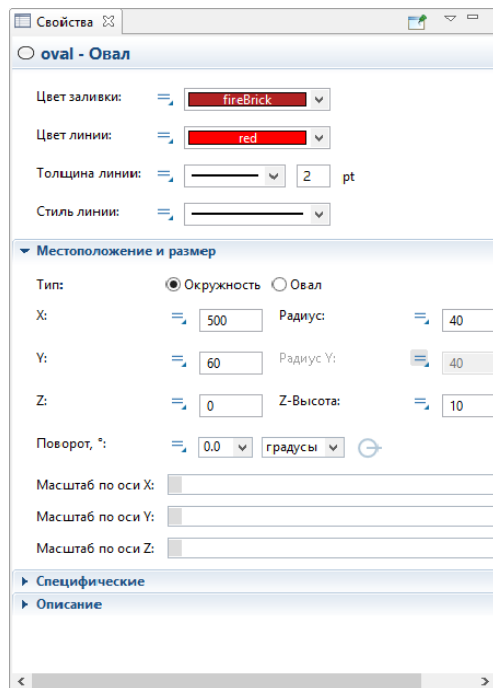 Свойства
oval - Овал
Цвет заливки: fireBrick
Цвет линии: red
Толщина линии: 2 pt
Стиль линии:
Местоположение и размер
Тип: Окружность Овал
X: 500 Радиус: 40
Y: 60 Радиус Y: 40
Z: 0 Z-Высота: 10
Поворот, °: 0.0 градусы
Масштаб по оси X:
Масштаб по оси Y:
Масштаб по оси Z:
Специфические
Описание